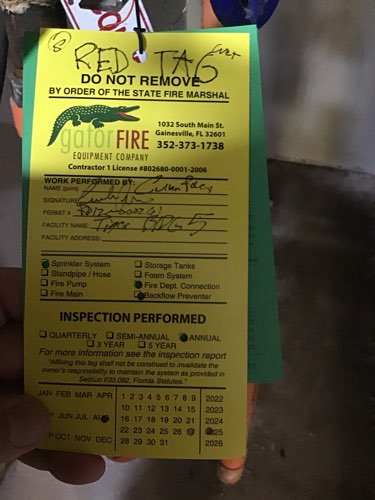 RED TAG
DO NOT REMOVE
BY ORDER OF THE STATE FIRE MARSHAL
gatorFIRE
EQUIPMENT COMPANY
1032 South Main St.
Gainesville, FL 32601
352-373-1738
Contractor 1 License #802680-0001-2006
WORK PERFORMED BY:
NAME (print)
SIGNATURE
PERMIT #
FACILITY NAME: Tiger BLDG 5
FACILITY ADDRESS
Sprinkler System
Standpipe / Hose
Fire Pump
Fire Main
Storage Tanks
Foam System
Fire Dept. Connection
Backflow Preventer
INSPECTION PERFORMED
QUARTERLY SEMI-ANNUAL ANNUAL
3 YEAR 5 YEAR
For more information see the inspection report
"Affixing this tag shall not be construed to invalidate the
owner's responsibility to maintain the system as provided in
Section 633.082, Florida Statutes."
JAN FEB MAR APR 1 2 3 4 5 6 7 8 9 2022
10 11 12 13 14 15
JUN JUL 16 17 18 19 20 21
22 23 24 25 26 2025
OCT NOV DEC 28 29 30 31 2026